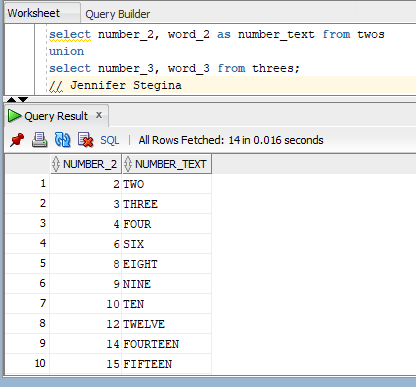 Worksheet Query Builder
select number_2, word_2 as number_text from twos
union
select number_3, word_3 from threes;
// Jennifer Stegina
Query Result x
SQL | All Rows Fetched: 14 in 0.016 seconds
NUMBER_2 NUMBER_TEXT
1 2 TWO
2 3 THREE
3 4 FOUR
4 6 SIX
5 8 EIGHT
6 9 NINE
7 10 TEN
8 12 TWELVE
9 14 FOURTEEN
10 15 FIFTEEN